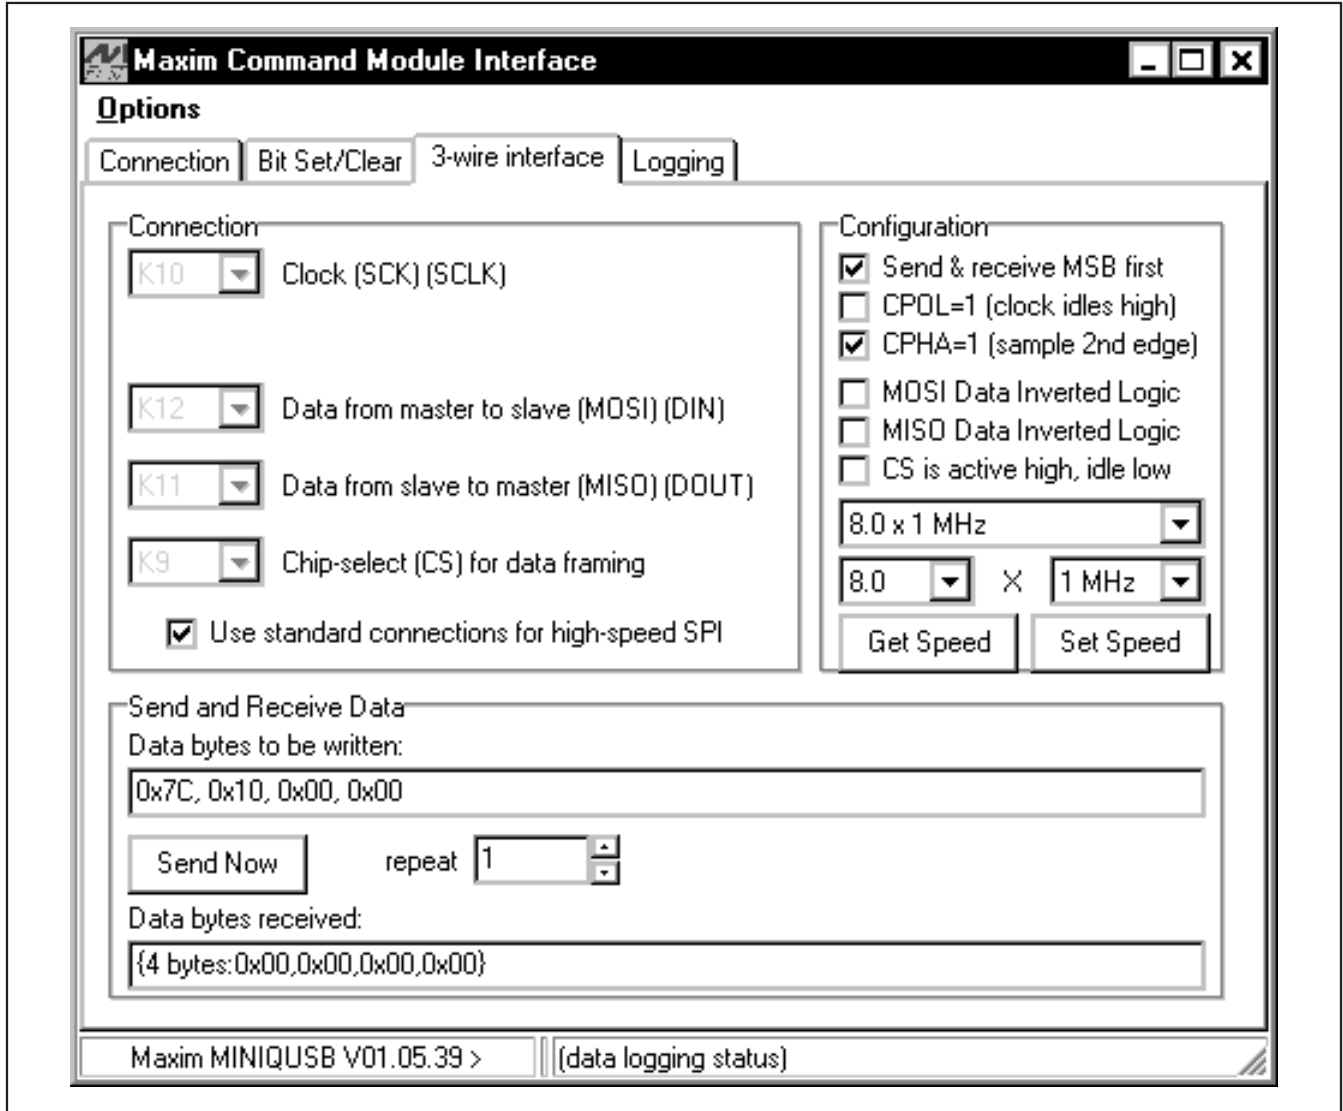 Maxim Command Module Interface
Options
Connection Bit Set/Clear 3-wire interface Logging
Connection
K10 Clock (SCK) (SCLK)
K12 Data from master to slave (MOSI) (DIN)
K11 Data from slave to master (MISO) (DOUT)
K9 Chip-select (CS) for data framing
Use standard connections for high-speed SPI
Configuration
Send & receive MSB first
CPOL=1 (clock idles high)
CPHA=1 (sample 2nd edge)
MOSI Data Inverted Logic
MISO Data Inverted Logic
CS is active high, idle low
8.0 x 1 MHz
8.0 X 1 MHz
Get Speed Set Speed
Send and Receive Data
Data bytes to be written:
0x7C, 0x10, 0x00, 0x00
Send Now repeat 1
Data bytes received:
{4 bytes:0x00,0x00,0x00,0x00}
Maxim MINIQUSB V01.05.39 > (data logging status)